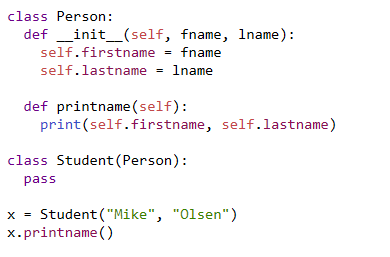 class Person:
  def __init__(self, fname, lname):
    self.firstname = fname
    self.lastname = lname

  def printname(self):
    print(self.firstname, self.lastname)

class Student(Person):
  pass

x = Student("Mike", "Olsen")
x.printname()